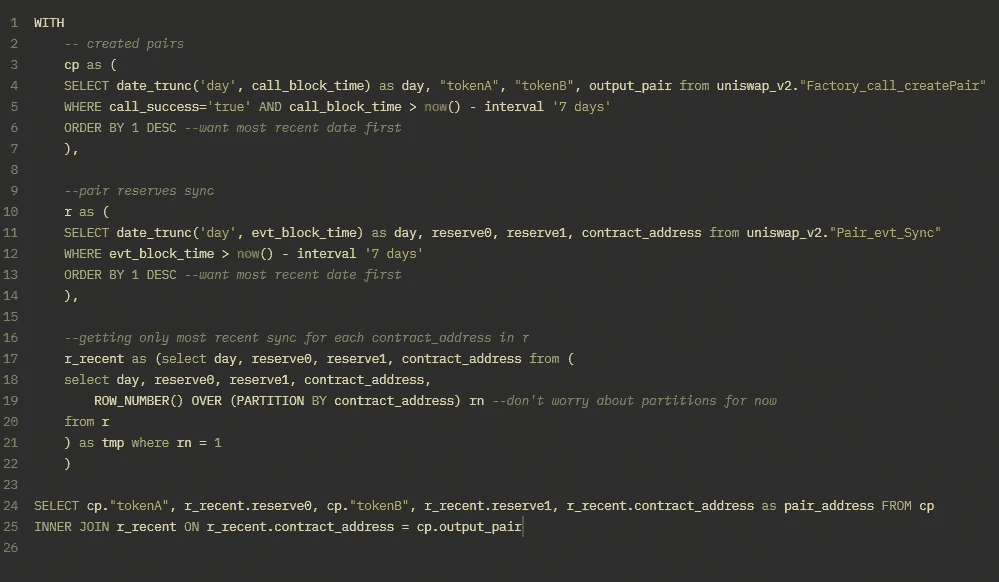 1 WITH
2 -- created pairs
3 cp as (
4 SELECT date_trunc('day', call_block_time) as day, "tokenA", "tokenB", output_pair from uniswap_v2."Factory_call_createPair"
5 WHERE call_success='true' AND call_block_time > now() - interval '7 days'
6 ORDER BY 1 DESC --want most recent date first
7 ),
8
9 --pair reserves sync
10 r as (
11 SELECT date_trunc('day', evt_block_time) as day, reserve0, reserve1, contract_address from uniswap_v2."Pair_evt_Sync"
12 WHERE evt_block_time > now() - interval '7 days'
13 ORDER BY 1 DESC --want most recent date first
14 ),
15
16 --getting only most recent sync for each contract_address in r
17 r_recent as (select day, reserve0, reserve1, contract_address from (
18 select day, reserve0, reserve1, contract_address,
19 ROW_NUMBER() OVER (PARTITION BY contract_address) rn --don't worry about partitions for now
20 from r
21 ) as tmp where rn = 1
22 )
23
24 SELECT cp."tokenA", r_recent.reserve0, cp."tokenB", r_recent.reserve1, r_recent.contract_address as pair_address FROM cp
25 INNER JOIN r_recent ON r_recent.contract_address = cp.output_pair
26